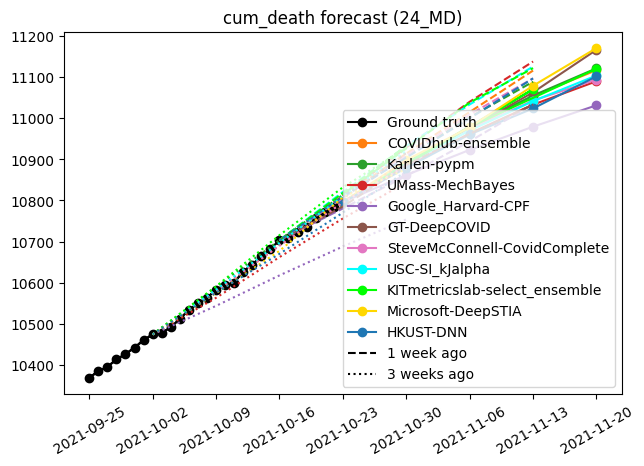 cum_death forecast (24_MD)
11200
11100
11000
10900
10800
10700
10600
10500
10400
Ground truth
COVIDhub-ensemble
Karlen-pypm
UMass-MechBayes
Google_Harvard-CPF
GT-DeepCOVID
SteveMcConnell-CovidComplete
USC-SI_kJalpha
KITmetricslab-select_ensemble
Microsoft-DeepSTIA
HKUST-DNN
1 week ago
3 weeks ago
2021-09-25
2021-10-02
2021-10-09
2021-10-16
2021-10-23
2021-10-30
2021-11-06
2021-11-13
2021-11-20